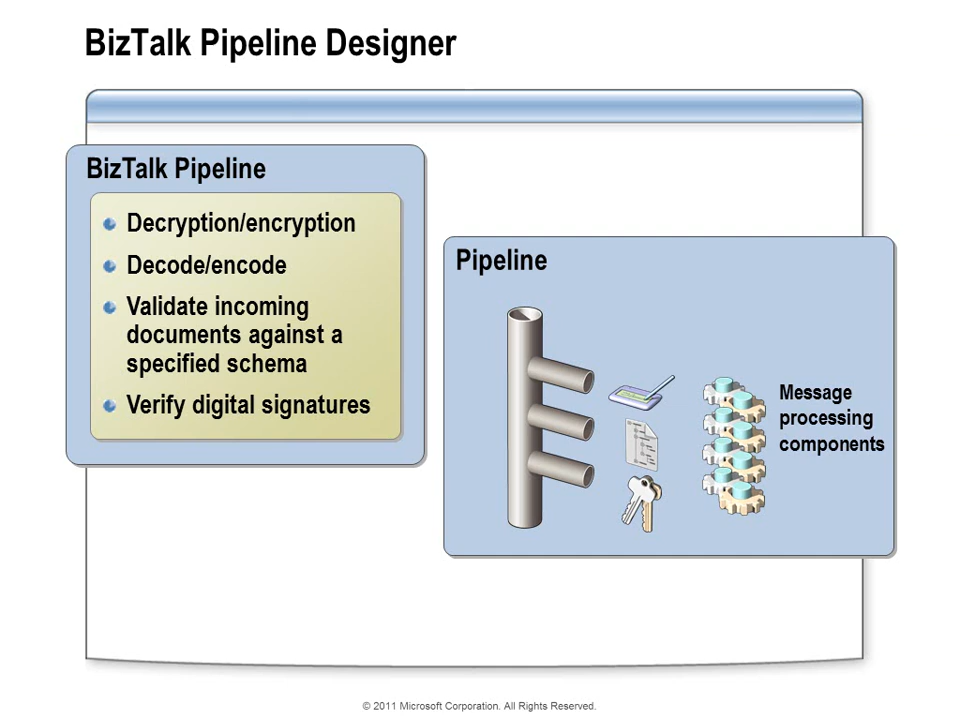 BizTalk Pipeline Designer
BizTalk Pipeline
Decryption/encryption
Decode/encode
Validate incoming
documents against a
specified schema
Verify digital signatures
Pipeline
Message
processing
components
© 2011 Microsoft Corporation. All Rights Reserved.